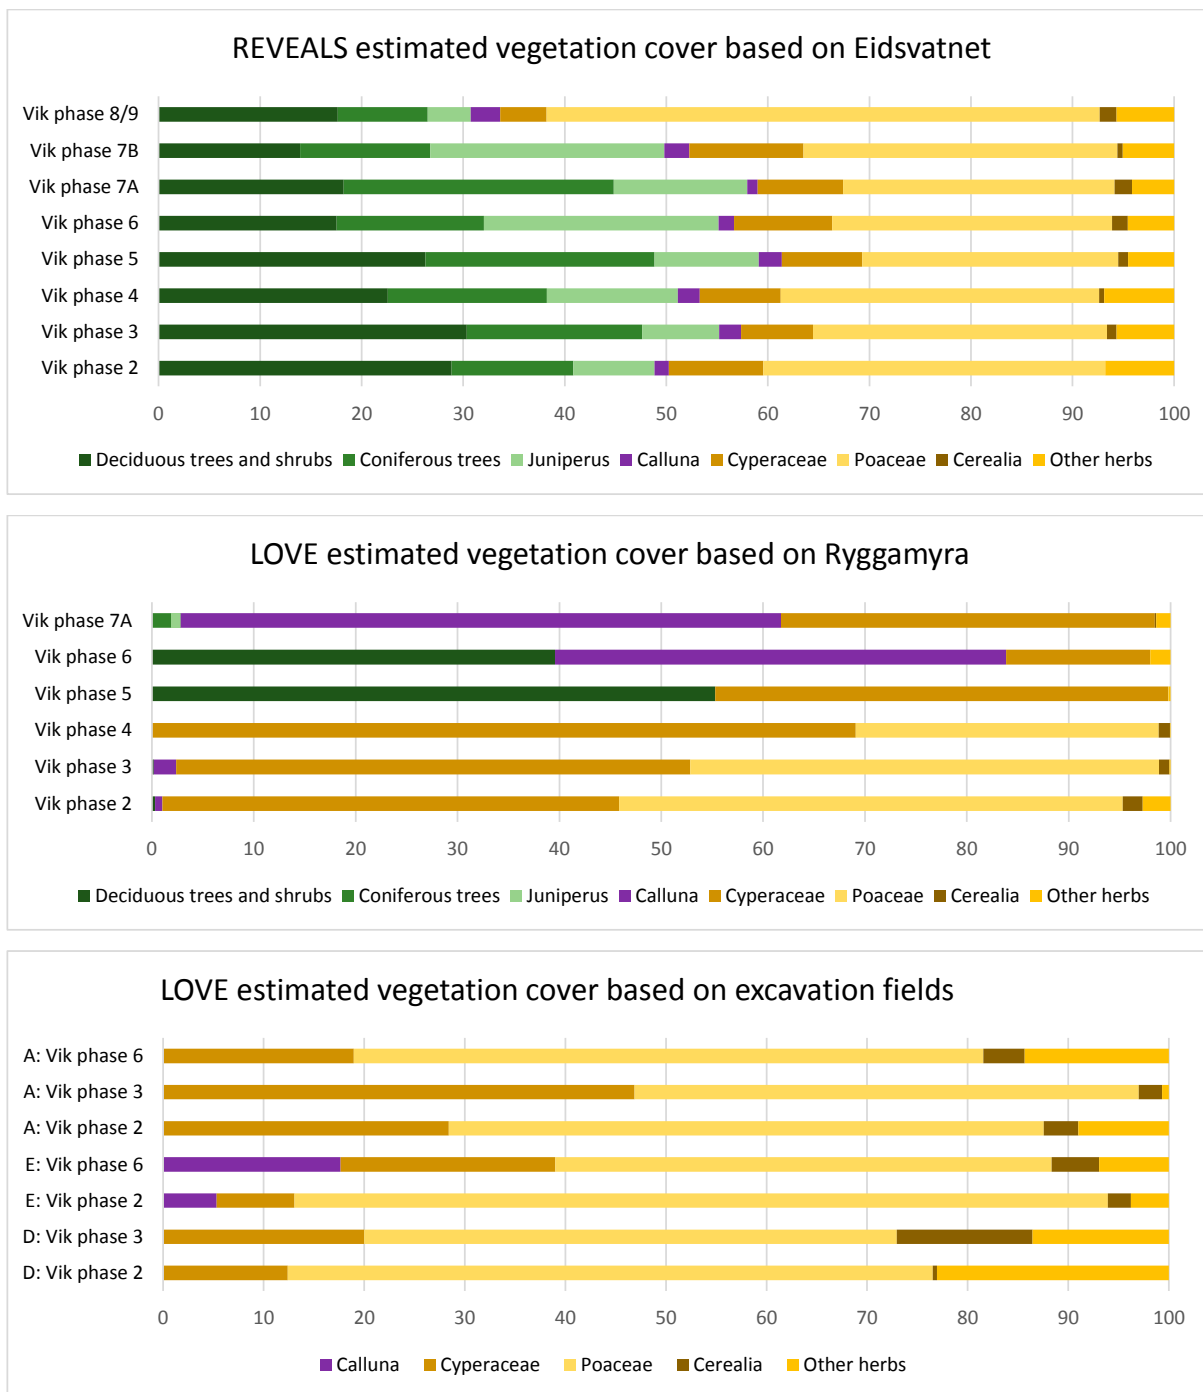 REVEALS estimated vegetation cover based on Eidsvatnet
Vik phase 8/9
Vik phase 7B
Vik phase 7A
Vik phase 6
Vik phase 5
Vik phase 4
Vik phase 3
Vik phase 2
0 10 20 30 40 50 60 70 80 90 100
Deciduous trees and shrubs Coniferous trees Juniperus Calluna Cyperaceae Poaceae Cerealia Other herbs
LOVE estimated vegetation cover based on Ryggamyra
Vik phase 7A
Vik phase 6
Vik phase 5
Vik phase 4
Vik phase 3
Vik phase 2
0 10 20 30 40 50 60 70 80 90 100
Deciduous trees and shrubs Coniferous trees Juniperus Calluna Cyperaceae Poaceae Cerealia Other herbs
LOVE estimated vegetation cover based on excavation fields
A: Vik phase 6
A: Vik phase 3
A: Vik phase 2
E: Vik phase 6
E: Vik phase 2
D: Vik phase 3
D: Vik phase 2
0 10 20 30 40 50 60 70 80 90 100
Calluna Cyperaceae Poaceae Cerealia Other herbs